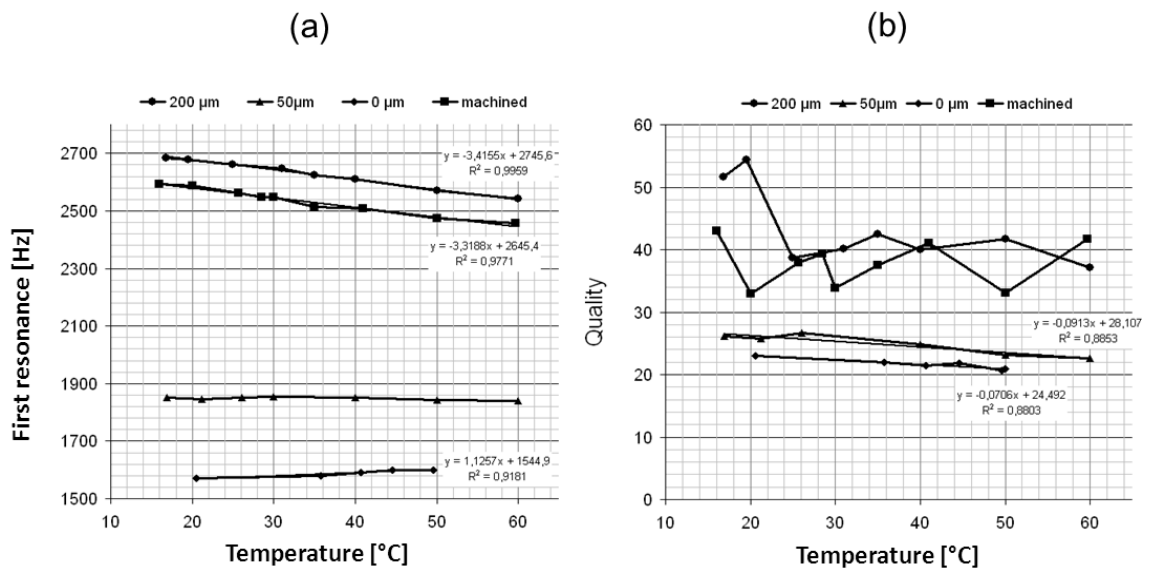 (a)
200 µm 50µm 0 µm machined
First resonance [Hz]
2700
2500
2300
2100
1900
1700
1500
y = -3,4155x + 2745,6
R² = 0,9959
y = -3,3188x + 2645,4
R² = 0,9771
y = 1,1257x + 1544,9
R² = 0,9181
10 20 30 40 50 60
Temperature [°C]
(b)
200 µm 50µm 0 µm machined
Quality
60
50
40
30
20
10
0
y = -0,0913x + 28,107
R² = 0,8853
y = -0,0706x + 24,492
R² = 0,8803
10 20 30 40 50 60
Temperature [°C]